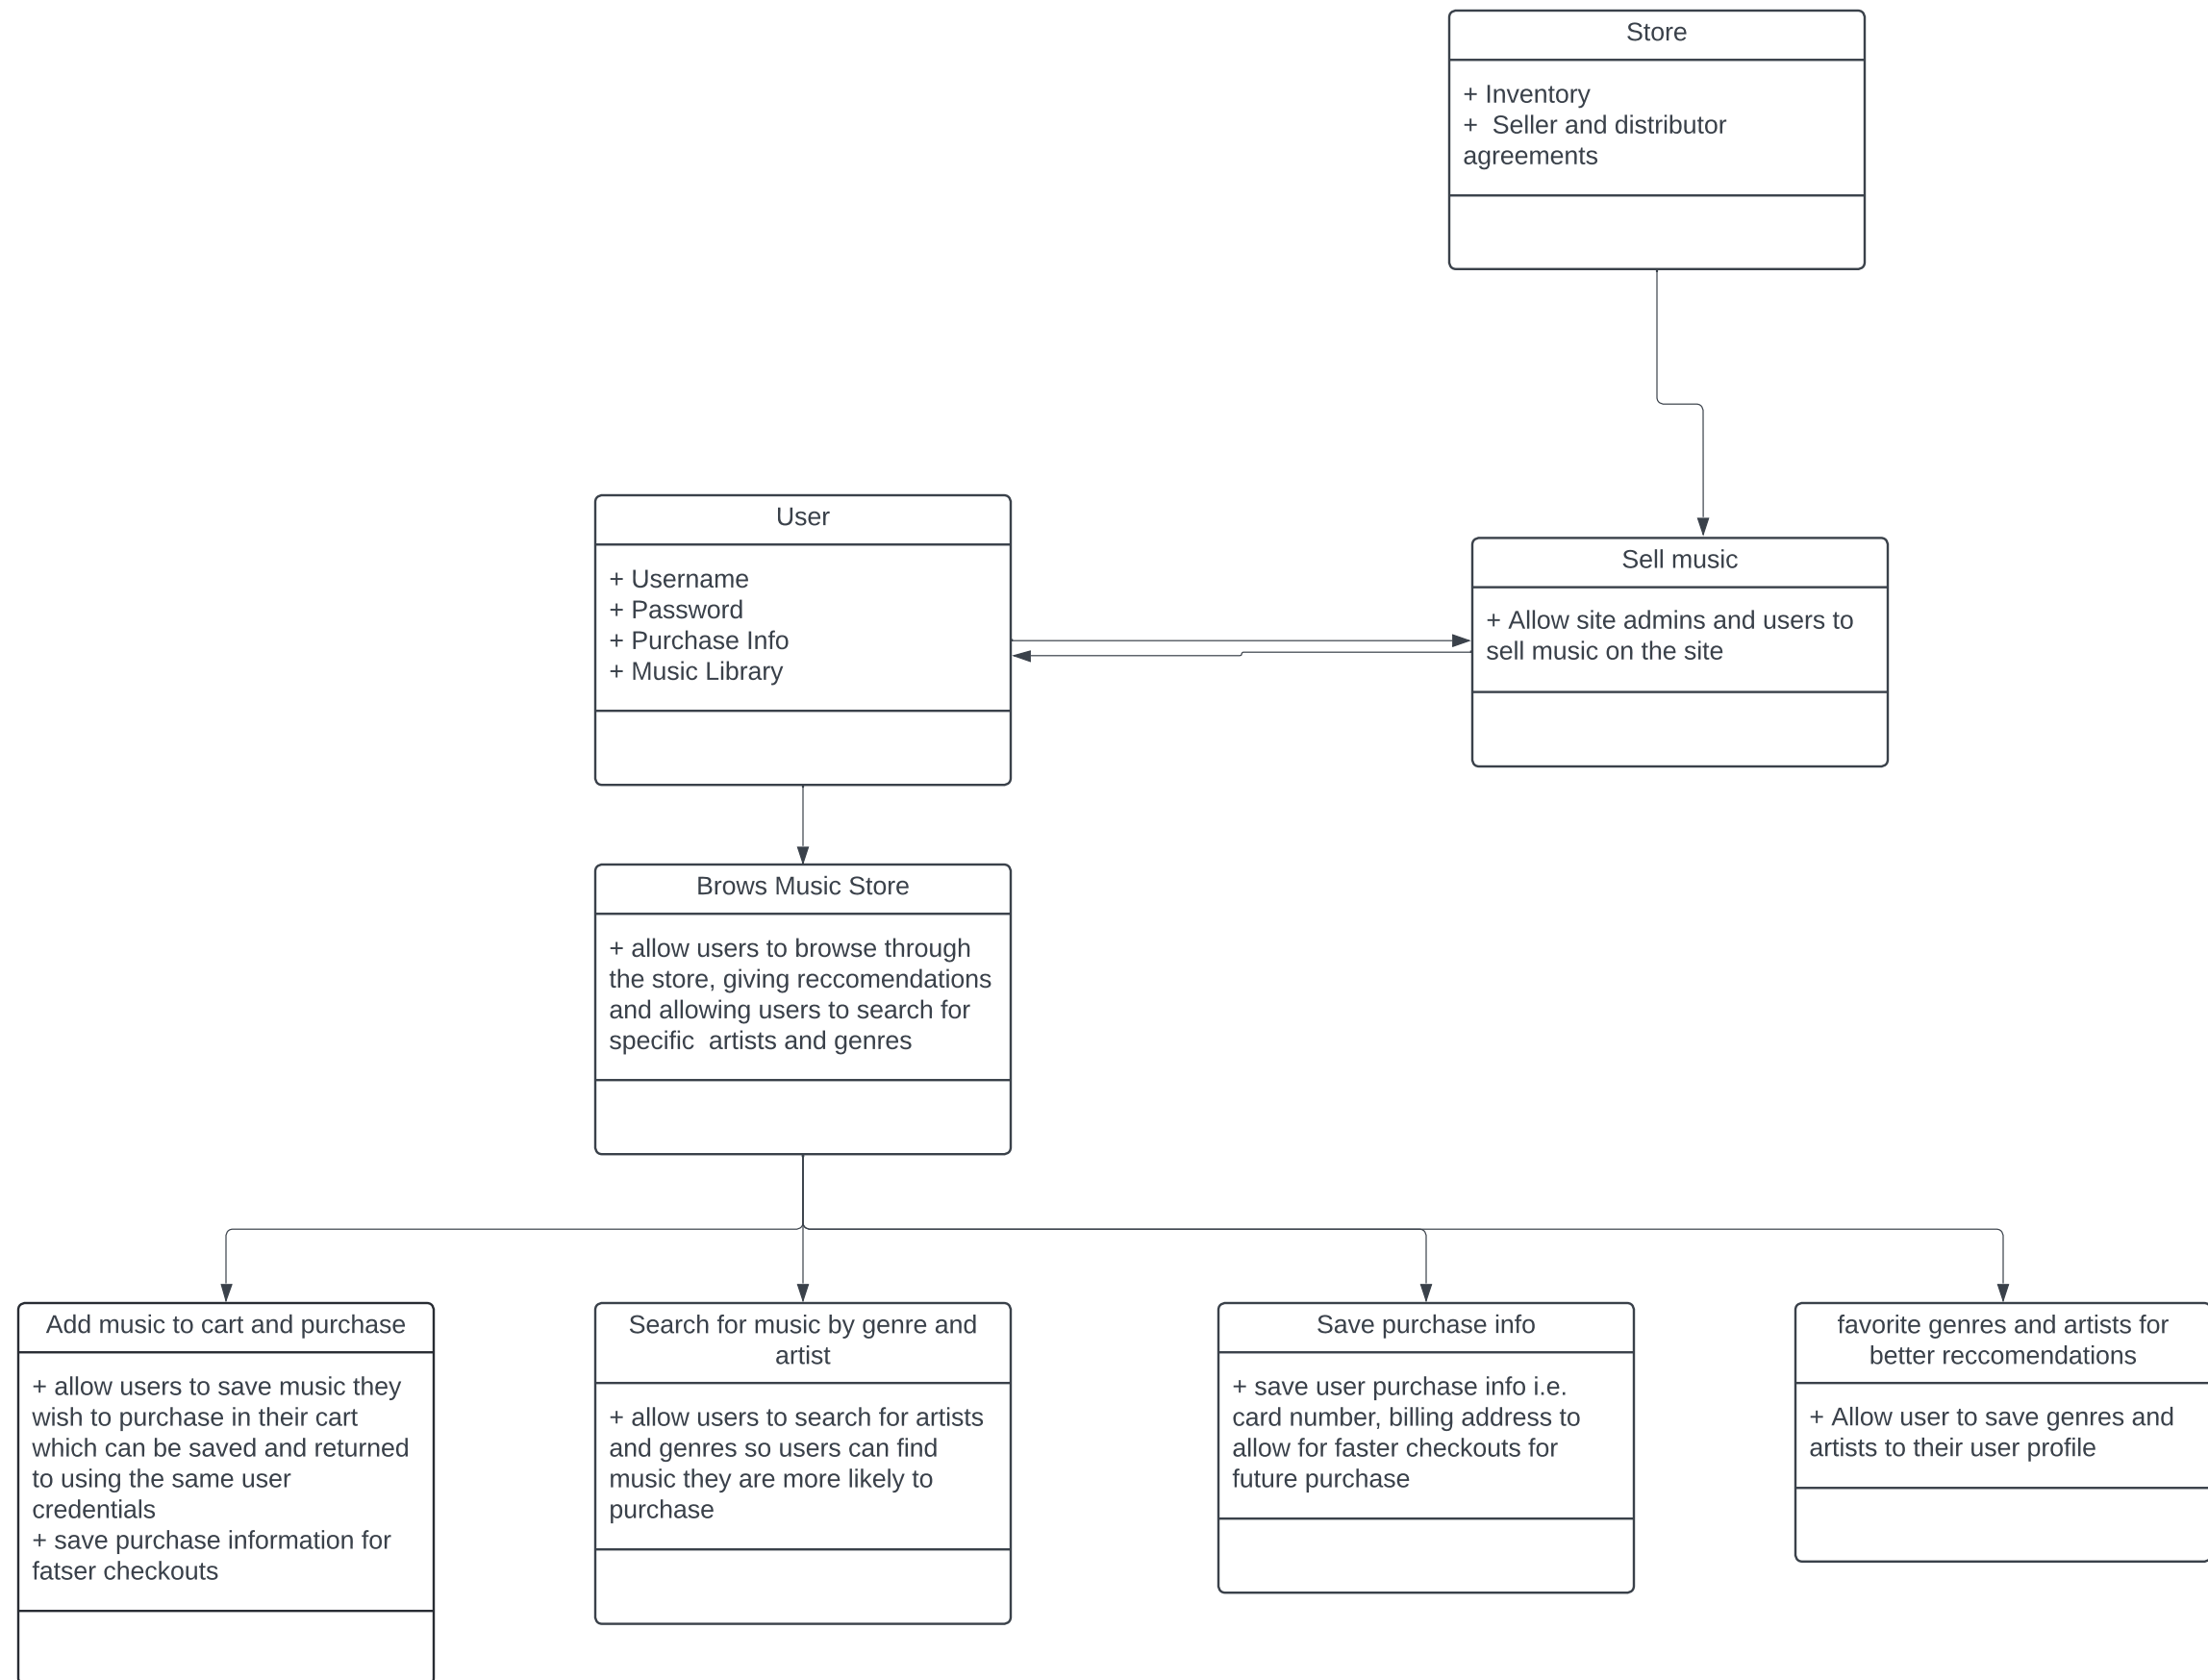 Store
+ Inventory
+  Seller and distributor
agreements
User
+ Username
+ Password
+ Purchase Info
+ Music Library
Sell music
+ Allow site admins and users to
sell music on the site
Brows Music Store
+ allow users to browse through
the store, giving reccomendations
and allowing users to search for
specific  artists and genres
Add music to cart and purchase
+ allow users to save music they
wish to purchase in their cart
which can be saved and returned
to using the same user
credentials
+ save purchase information for
fatser checkouts
Search for music by genre and
artist
+ allow users to search for artists
and genres so users can find
music they are more likely to
purchase
Save purchase info
+ save user purchase info i.e.
card number, billing address to
allow for faster checkouts for
future purchase
favorite genres and artists for
better reccomendations
+ Allow user to save genres and
artists to their user profile